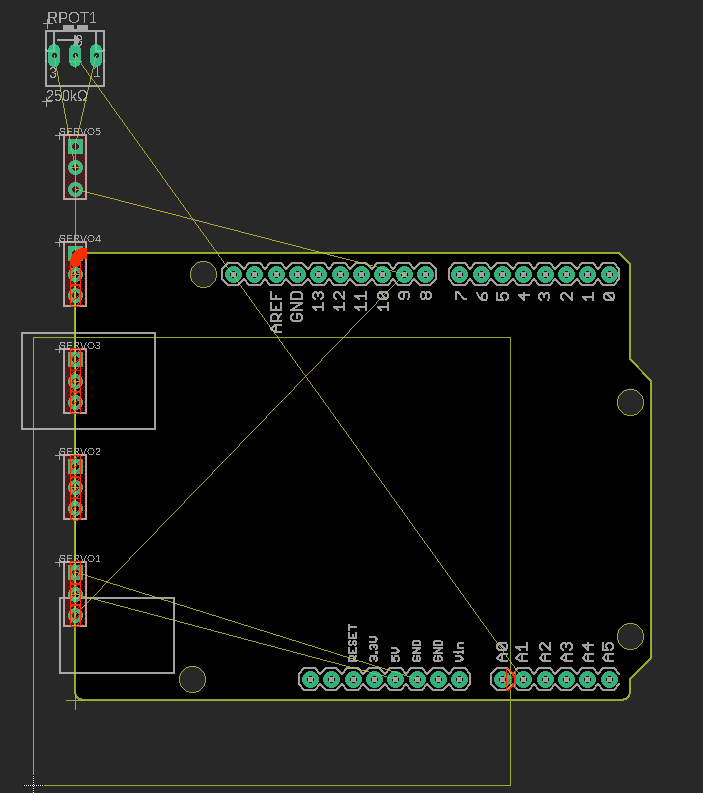 RPOT1
3
1
250kΩ
SERVO5
SERVO4
AREF
GND
13
12
11
10
9
8
7
6
5
4
3
2
1
0
SERVO3
SERVO2
SERVO1
RESET
3.3V
5V
GND
GND
Vin
A0
A1
A2
A3
A4
A5